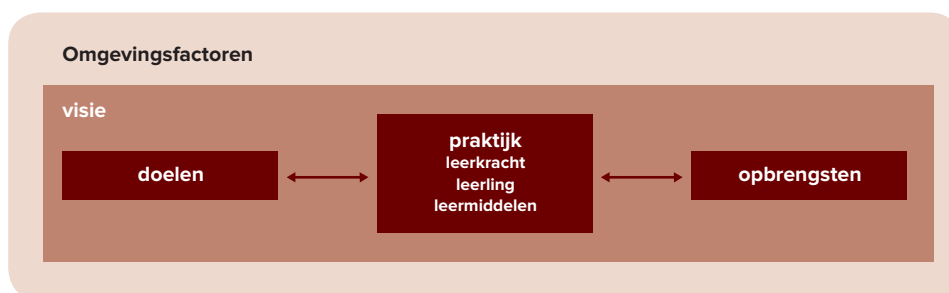 Omgevingsfactoren
visie
doelen
praktijk
leerkracht
leerling
leermiddelen
opbrengsten